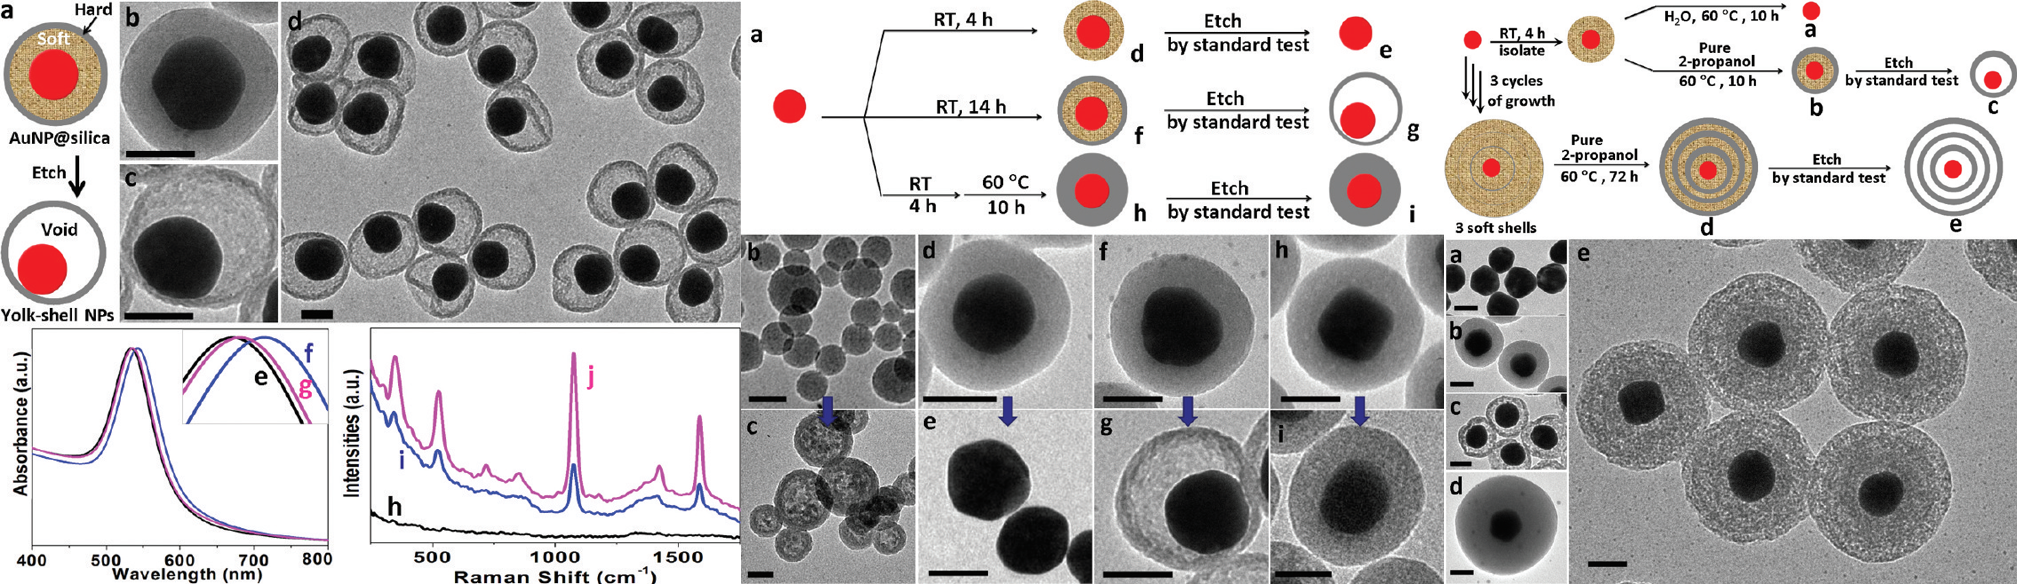 a
Hard
Soft
AuNP@silica
Etch
Void
Yolk-shell NPs
b
c
d
Absorbance (a.u.)
e
f
g
400 500 600 700 800
Wavelength (nm)
Intensities (a.u.)
h
i
j
500 1000 1500
Raman Shift (cm⁻¹)
a
RT, 4 h
d
Etch
by standard test
e
RT, 14 h
f
Etch
by standard test
g
RT
4 h
60 °C
10 h
h
Etch
by standard test
i
b
c
d
e
f
g
h
i
RT, 4 h
isolate
H₂O, 60 °C , 10 h
a
Pure
2-propanol
60 °C , 10 h
b
Etch
by standard test
c
3 cycles
of growth
3 soft shells
Pure
2-propanol
60 °C , 72 h
d
Etch
by standard test
e
a
b
c
d
e